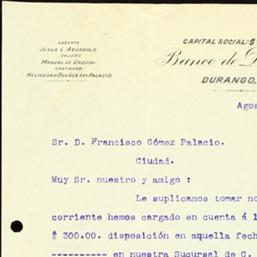 GERENTE
JESUS L. ASUNSOLO.
CAJERO
MANUEL DE URQUIDI.
CONTADOR
HELIODORO DUEÑES DEL PALACIO.
CAPITAL SOCIAL: $
Banco de D
DURANGO,
Agos
Sr. D. Francisco Gómez Palacio.
Ciudad.
Muy Sr. nuestro y amigo :
Le suplicamos tomar no
corriente hemos cargado en cuenta á l
$ 300.00. disposición en aquella fech
---------- en nuestra Sucursal de C.